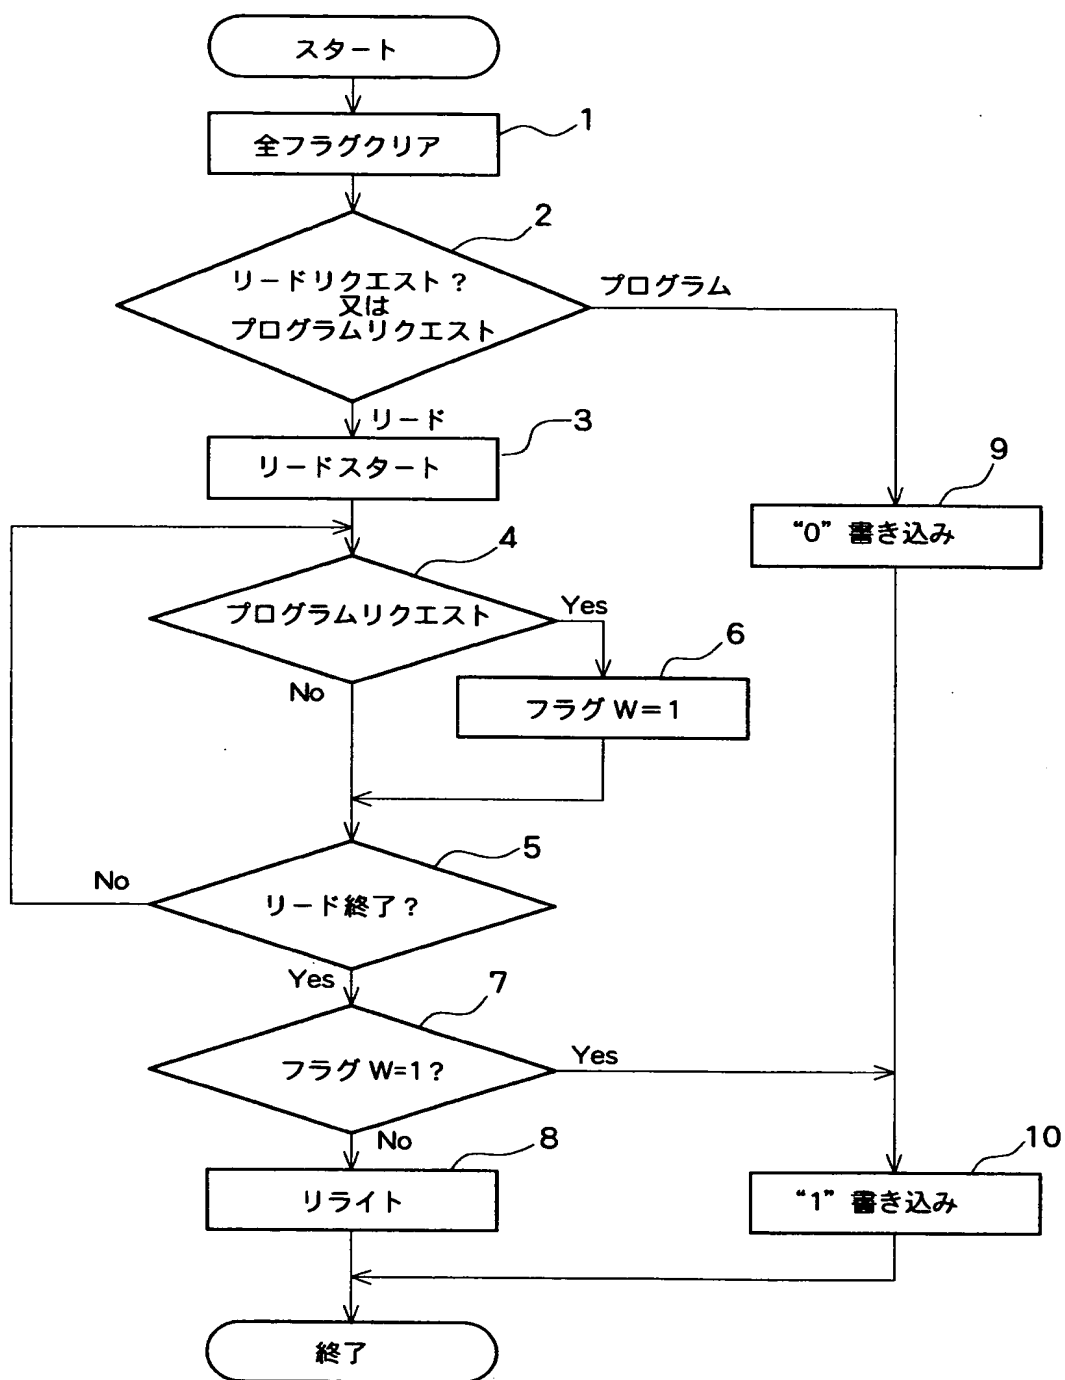 スタート
1
全フラグクリア
2
リードリクエスト?
又は
プログラムリクエスト
プログラム
リード
3
リードスタート
9
“0”書き込み
4
プログラムリクエスト
Yes
6
No
フラグ W=1
5
No
リード終了?
Yes
7
フラグ W=1?
Yes
No
8
リライト
10
“1”書き込み
終了